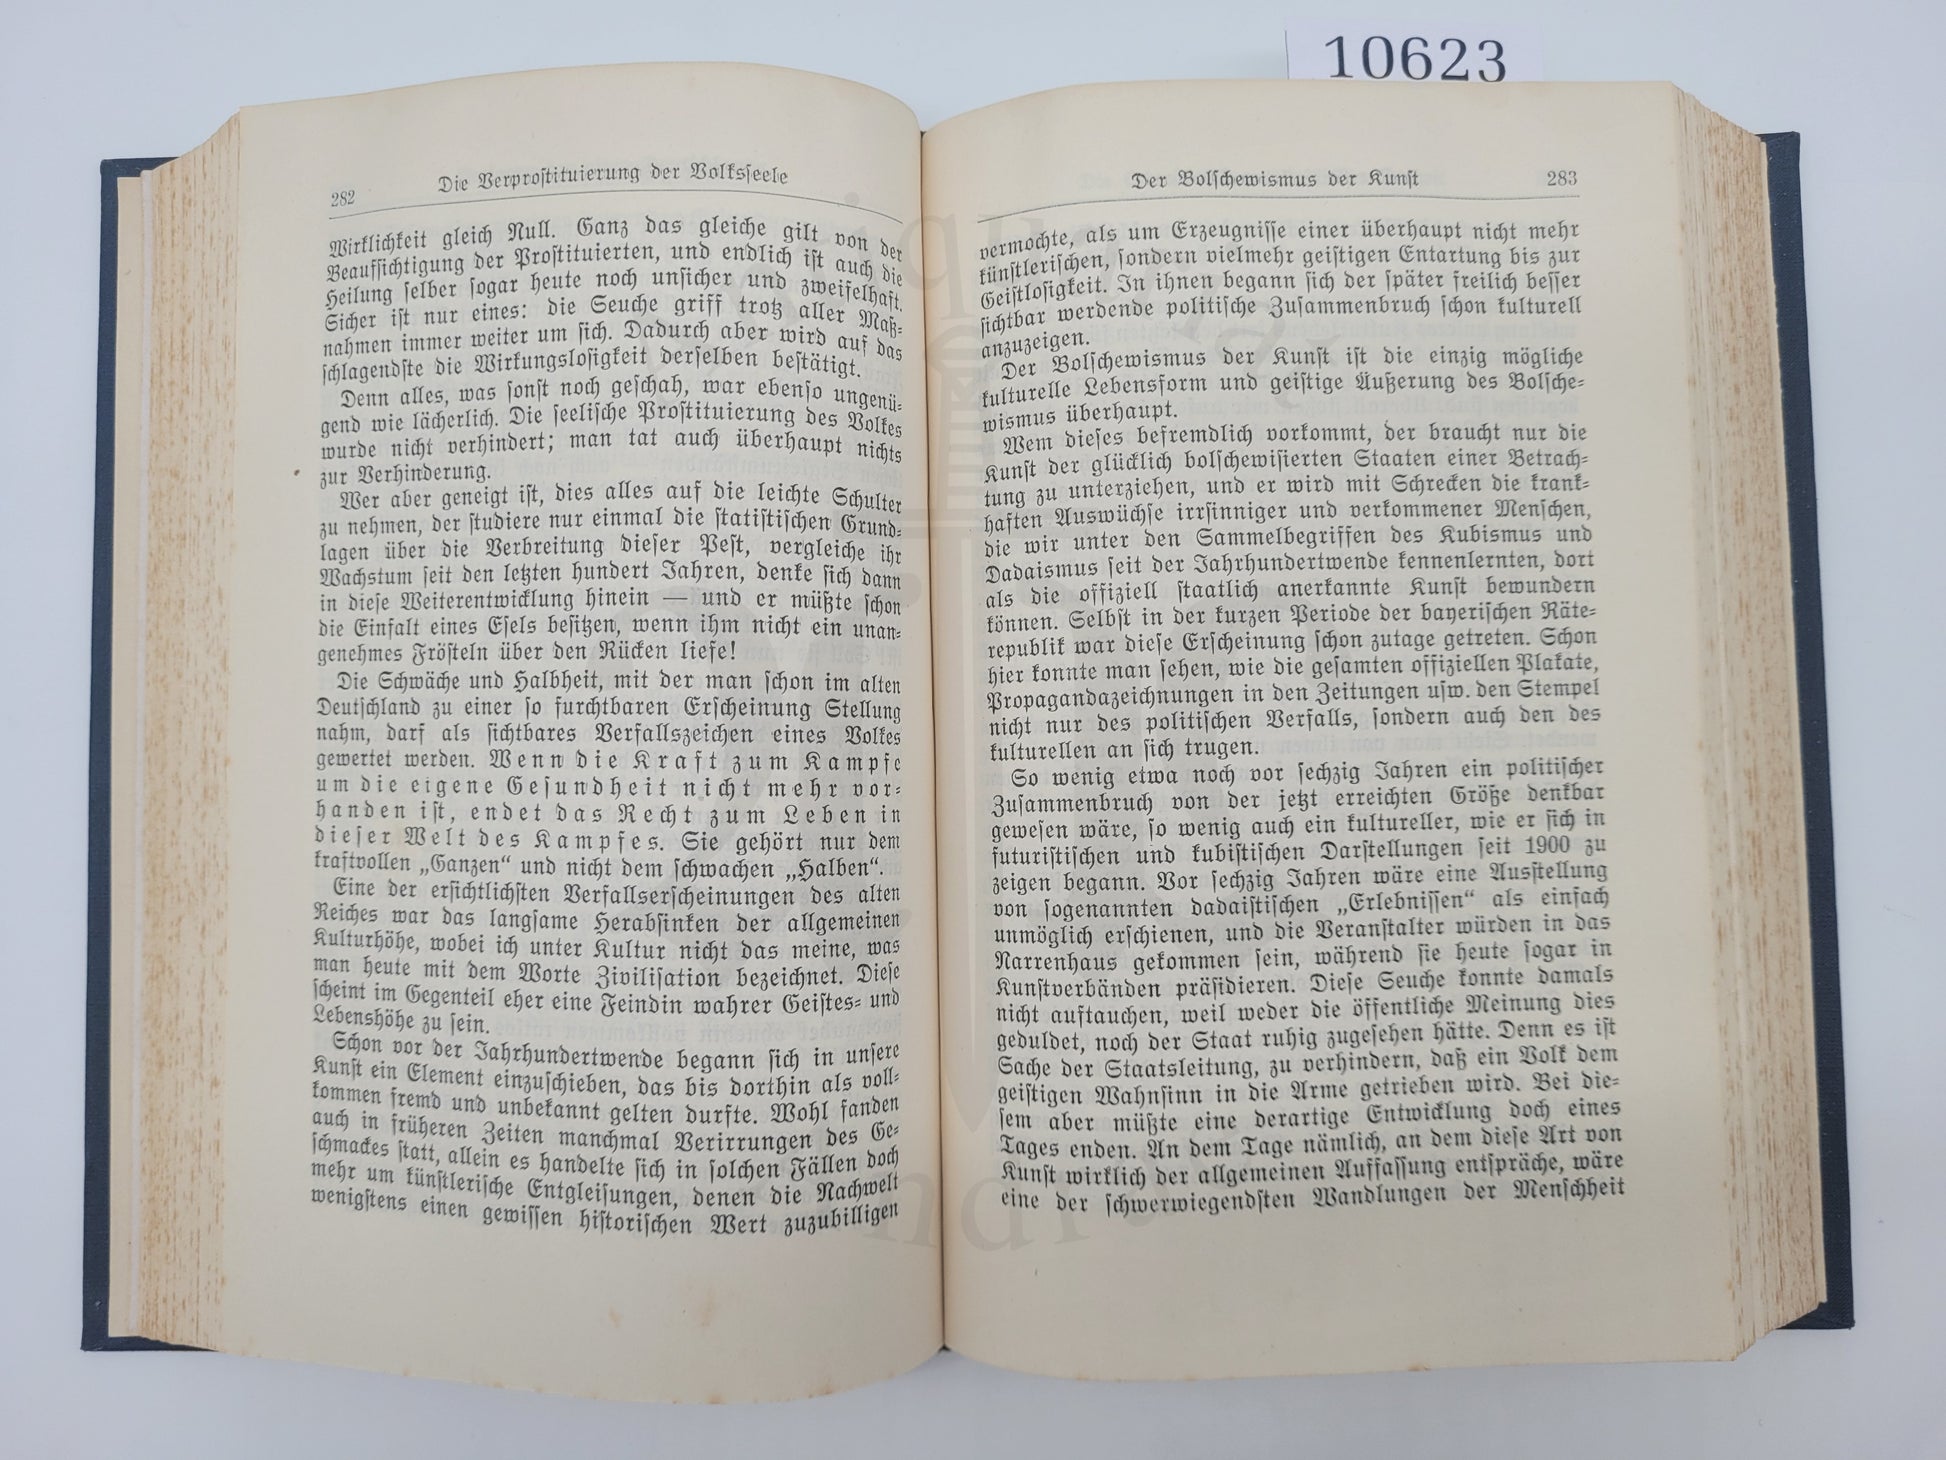 10623
282
Die Verprostituierung der Volksseele
Wirklichkeit gleich Null. Ganz das gleiche gilt von der
Beaufsichtigung der Prostituierten, und endlich ist auch die
Heilung selber sogar heute noch unsicher und zweifelhaft.
Sicher ist nur eines: die Seuche griff trotz aller Maß-
nahmen immer weiter um sich. Dadurch aber wird auf das
schlagendste die Wirkungslosigkeit derselben bestätigt.
Denn alles, was sonst noch geschah, war ebenso ungenü-
gend wie lächerlich. Die seelische Prostituierung des Volkes
wurde nicht verhindert; man tat auch überhaupt nichts
zur Verhinderung.
Wer aber geneigt ist, dies alles auf die leichte Schulter
zu nehmen, der studiere nur einmal die statistischen Grund-
lagen über die Verbreitung dieser Pest, vergleiche ihr
Wachstum seit den letzten hundert Jahren, denke sich dann
in diese Weiterentwicklung hinein — und er müßte schon
die Einfalt eines Esels besitzen, wenn ihm nicht ein unan-
genehmes Frösteln über den Rücken liefe!
Die Schwäche und Halbheit, mit der man schon im alten
Deutschland zu einer so furchtbaren Erscheinung Stellung
nahm, darf als sichtbares Verfallszeichen eines Volkes
gewertet werden. Wenn die Kraft zum Kampfe
um die eigene Gesundheit nicht mehr vor-
handen ist, endet das Recht zum Leben in
dieser Welt des Kampfes. Sie gehört nur dem
kraftvollen „Ganzen“ und nicht dem schwachen „Halben“.
Eine der ersichtlichsten Verfallserscheinungen des alten
Reiches war das langsame Herabsinken der allgemeinen
Kulturhöhe, wobei ich unter Kultur nicht das meine, was
man heute mit dem Worte Zivilisation bezeichnet. Diese
scheint im Gegenteil eher eine Feindin wahrer Geistes- und
Lebenshöhe zu sein.
Schon vor der Jahrhundertwende begann sich in unsere
Kunst ein Element einzuschieben, das bis dorthin als voll-
kommen fremd und unbekannt gelten durfte. Wohl fanden
auch in früheren Zeiten manchmal Verirrungen des Ge-
schmackes statt, allein es handelte sich in solchen Fällen doch
mehr um künstlerische Entgleisungen, denen die Nachwelt
wenigstens einen gewissen historischen Wert zuzubilligen
Der Bolschewismus der Kunst
283
vermochte, als um Erzeugnisse einer überhaupt nicht mehr
künstlerischen, sondern vielmehr geistigen Entartung bis zur
Geistlosigkeit. In ihnen begann sich der später freilich besser
sichtbar werdende politische Zusammenbruch schon kulturell
anzuzeigen.
Der Bolschewismus der Kunst ist die einzig mögliche
kulturelle Lebensform und geistige Äußerung des Bolsche-
wismus überhaupt.
Wem dieses befremdlich vorkommt, der braucht nur die
Kunst der glücklich bolschewisierten Staaten einer Betrach-
tung zu unterziehen, und er wird mit Schrecken die krank-
haften Auswüchse irrsinniger und verkommener Menschen,
die wir unter den Sammelbegriffen des Kubismus und
Dadaismus seit der Jahrhundertwende kennenlernten, dort
als die offiziell staatlich anerkannte Kunst bewundern
können. Selbst in der kurzen Periode der bayerischen Räte-
republik war diese Erscheinung schon zutage getreten. Schon
hier konnte man sehen, wie die gesamten offiziellen Plakate,
Propagandazeichnungen in den Zeitungen usw. den Stempel
nicht nur des politischen Verfalls, sondern auch den des
kulturellen an sich trugen.
So wenig etwa noch vor sechzig Jahren ein politischer
Zusammenbruch von der jetzt erreichten Größe denkbar
gewesen wäre, so wenig auch ein kultureller, wie er sich in
futuristischen und kubistischen Darstellungen seit 1900 zu
zeigen begann. Vor sechzig Jahren wäre eine Ausstellung
von sogenannten dadaistischen „Erlebnissen“ als einfach
unmöglich erschienen, und die Veranstalter würden in das
Narrenhaus gekommen sein, während sie heute sogar in
Kunstverbänden präsidieren. Diese Seuche konnte damals
nicht auftauchen, weil weder die öffentliche Meinung dies
geduldet, noch der Staat ruhig zugesehen hätte. Denn es ist
Sache der Staatsleitung, zu verhindern, daß ein Volk dem
geistigen Wahnsinn in die Arme getrieben wird. Bei die-
sem aber müßte eine derartige Entwicklung doch eines
Tages enden. An dem Tage nämlich, an dem diese Art von
Kunst wirklich der allgemeinen Auffassung entspräche, wäre
eine der schwerwiegendsten Wandlungen der Menschheit